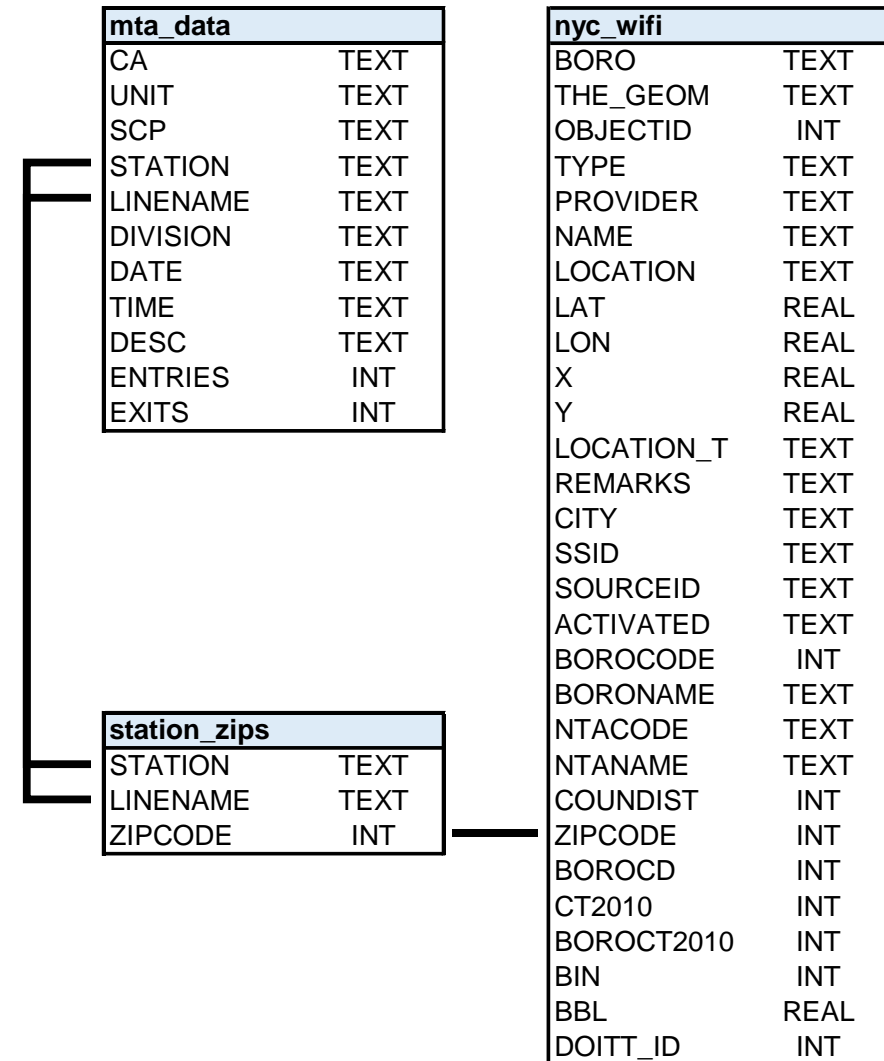 mta_data
CA TEXT
UNIT TEXT
SCP TEXT
STATION TEXT
LINENAME TEXT
DIVISION TEXT
DATE TEXT
TIME TEXT
DESC TEXT
ENTRIES INT
EXITS INT
station_zips
STATION TEXT
LINENAME TEXT
ZIPCODE INT
nyc_wifi
BORO TEXT
THE_GEOM TEXT
OBJECTID INT
TYPE TEXT
PROVIDER TEXT
NAME TEXT
LOCATION TEXT
LAT REAL
LON REAL
X REAL
Y REAL
LOCATION_T TEXT
REMARKS TEXT
CITY TEXT
SSID TEXT
SOURCEID TEXT
ACTIVATED TEXT
BOROCODE INT
BORONAME TEXT
NTACODE TEXT
NTANAME TEXT
COUNDIST INT
ZIPCODE INT
BOROCD INT
CT2010 INT
BOROCT2010 INT
BIN INT
BBL REAL
DOITT_ID INT